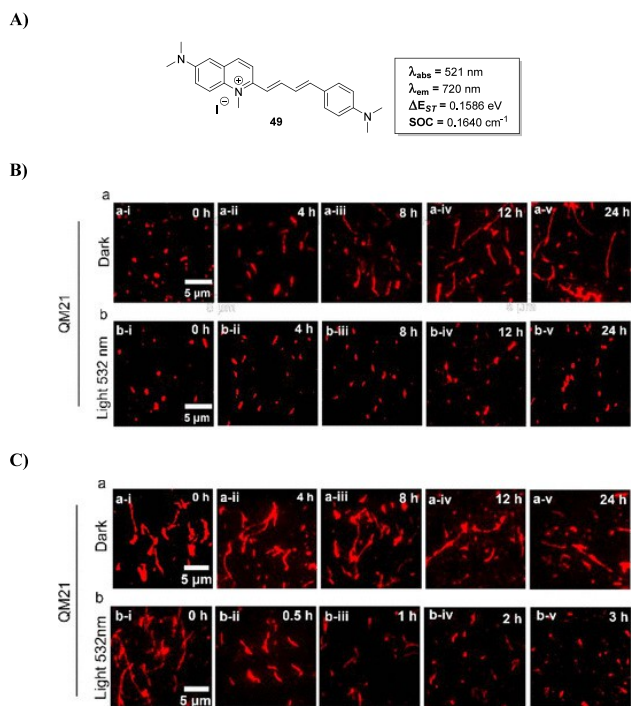 A)
N
N
⊕
I⊖
49
N
λabs = 521 nm
λem = 720 nm
ΔEST = 0.1586 eV
SOC = 0.1640 cm⁻¹
B)
a
QM21
Dark
a-i 0 h
5 μm
a-ii 4 h
a-iii 8 h
a-iv 12 h
a-v 24 h
b
Light 532 nm
b-i 0 h
5 μm
b-ii 4 h
b-iii 8 h
b-iv 12 h
b-v 24 h
C)
a
QM21
Dark
a-i 0 h
5 μm
a-ii 4 h
a-iii 8 h
a-iv 12 h
a-v 24 h
b
Light 532nm
b-i 0 h
5 μm
b-ii 0.5 h
b-iii 1 h
b-iv 2 h
b-v 3 h